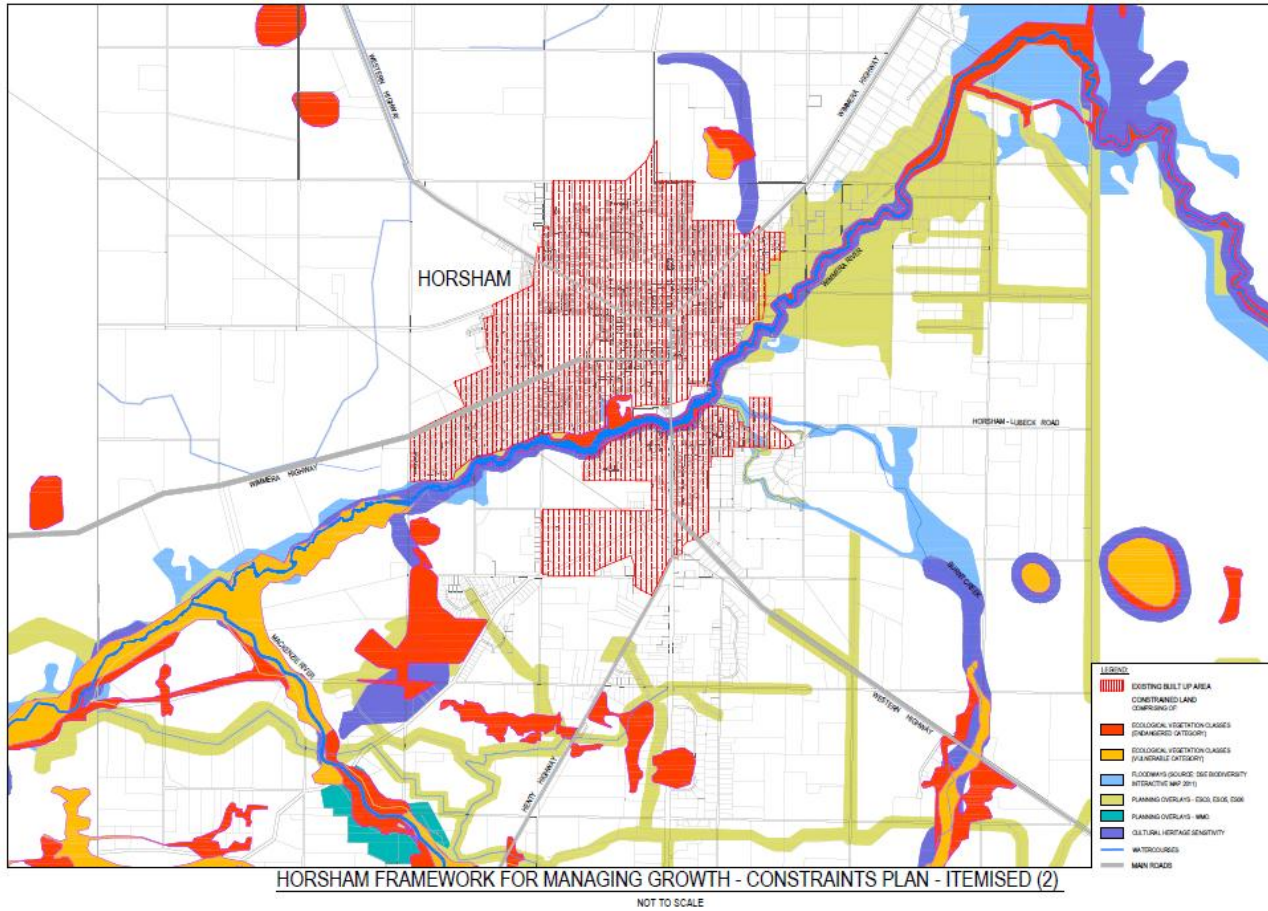 WESTERN HIGHWAY
WIMMERA HIGHWAY
HORSHAM
WIMMERA RIVER
HORSHAM - LUBECK ROAD
WIMMERA HIGHWAY
BURNT CREEK
MACKENZIE RIVER
WESTERN HIGHWAY
HENTY HIGHWAY
LEGEND:
EXISTING BUILT UP AREA
CONSTRAINED LAND
COMPRISING OF:
ECOLOGICAL VEGETATION CLASSES
(ENDANGERED CATEGORY)
ECOLOGICAL VEGETATION CLASSES
(VULNERABLE CATEGORY)
FLOODWAYS (SOURCE: DSE BIODIVERSITY
INTERACTIVE MAP 2011)
PLANNING OVERLAYS - ESO3, ESO5, ESO6
PLANNING OVERLAYS - WMO
CULTURAL HERITAGE SENSITIVITY
WATERCOURSES
MAIN ROADS
HORSHAM FRAMEWORK FOR MANAGING GROWTH - CONSTRAINTS PLAN - ITEMISED (2)
NOT TO SCALE